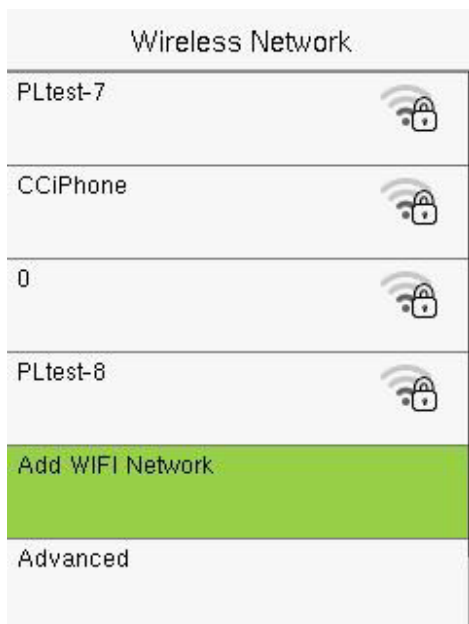 Wireless Network
PLtest-7
CCiPhone
0
PLtest-8
Add WIFI Network
Advanced